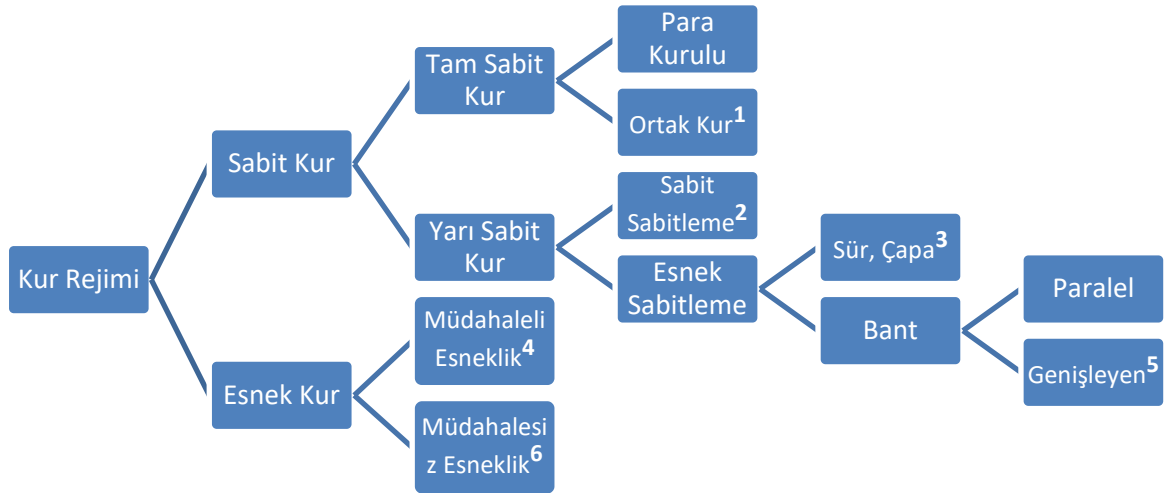 Para
Kurulu
Tam Sabit
Kur
Ortak Kur1
Sabit Kur
Sabit
Sabitleme2
Yarı Sabit
Kur
Sür, Çapa3
Esnek
Sabitleme
Kur Rejimi
Paralel
Bant
Müdahaleli
Esneklik4
Genişleyen5
Esnek Kur
Müdahalesi
z Esneklik6